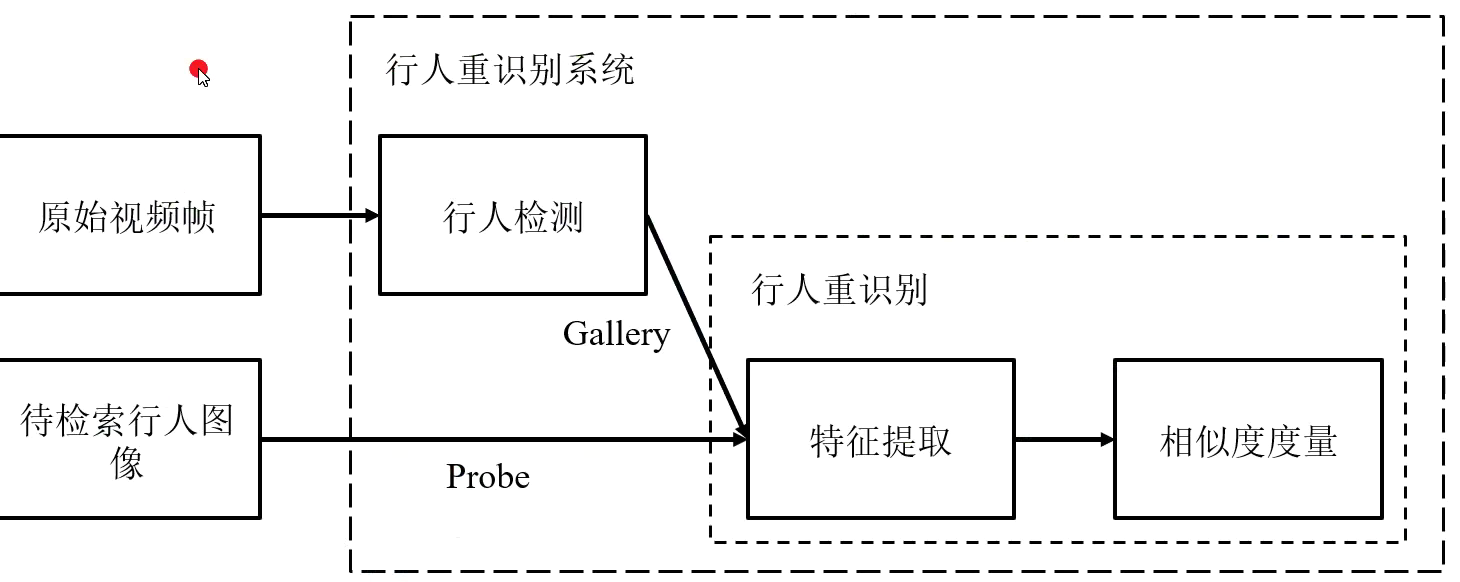 行人重识别系统
原始视频帧
行人检测
行人重识别
Gallery
待检索行人图
像
特征提取
相似度度量
Probe